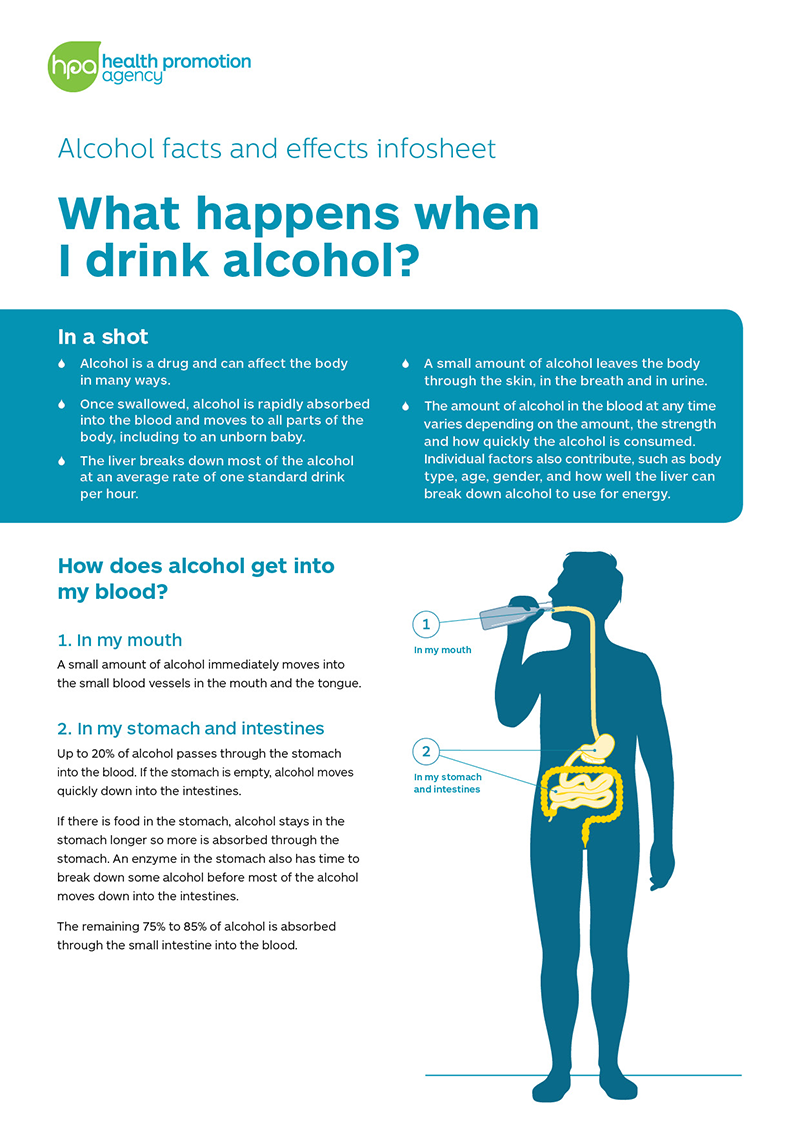 hpa health promotion
agency
Alcohol facts and effects infosheet
What happens when
I drink alcohol?
In a shot
Alcohol is a drug and can affect the body
in many ways.
Once swallowed, alcohol is rapidly absorbed
into the blood and moves to all parts of the
body, including to an unborn baby.
The liver breaks down most of the alcohol
at an average rate of one standard drink
per hour.
A small amount of alcohol leaves the body
through the skin, in the breath and in urine.
The amount of alcohol in the blood at any time
varies depending on the amount, the strength
and how quickly the alcohol is consumed.
Individual factors also contribute, such as body
type, age, gender, and how well the liver can
break down alcohol to use for energy.
How does alcohol get into
my blood?
1. In my mouth
A small amount of alcohol immediately moves into
the small blood vessels in the mouth and the tongue.
2. In my stomach and intestines
Up to 20% of alcohol passes through the stomach
into the blood. If the stomach is empty, alcohol moves
quickly down into the intestines.
If there is food in the stomach, alcohol stays in the
stomach longer so more is absorbed through the
stomach. An enzyme in the stomach also has time to
break down some alcohol before most of the alcohol
moves down into the intestines.
The remaining 75% to 85% of alcohol is absorbed
through the small intestine into the blood.
1
In my mouth
2
In my stomach
and intestines